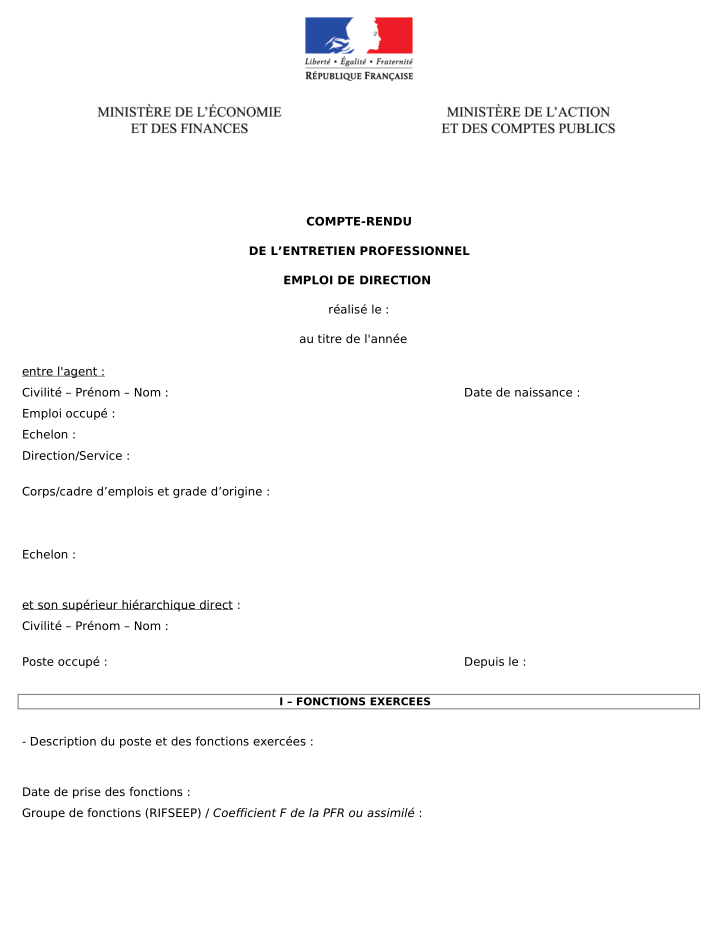 Liberté • Égalité • Fraternité
RÉPUBLIQUE FRANÇAISE
MINISTÈRE DE L’ÉCONOMIE
ET DES FINANCES
MINISTÈRE DE L’ACTION
ET DES COMPTES PUBLICS
COMPTE-RENDU
DE L’ENTRETIEN PROFESSIONNEL
EMPLOI DE DIRECTION
réalisé le :
au titre de l'année
entre l'agent :
Civilité – Prénom – Nom : Date de naissance :
Emploi occupé :
Echelon :
Direction/Service :
Corps/cadre d’emplois et grade d’origine :
Echelon :
et son supérieur hiérarchique direct :
Civilité – Prénom – Nom :
Poste occupé : Depuis le :
I – FONCTIONS EXERCEES
- Description du poste et des fonctions exercées :
Date de prise des fonctions :
Groupe de fonctions (RIFSEEP) / Coefficient F de la PFR ou assimilé :